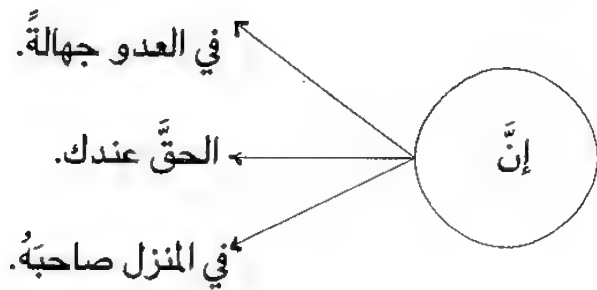 في العدو جهالةً.
إنَّ
الحقَّ عندك.
في المنزل صاحبَهُ.